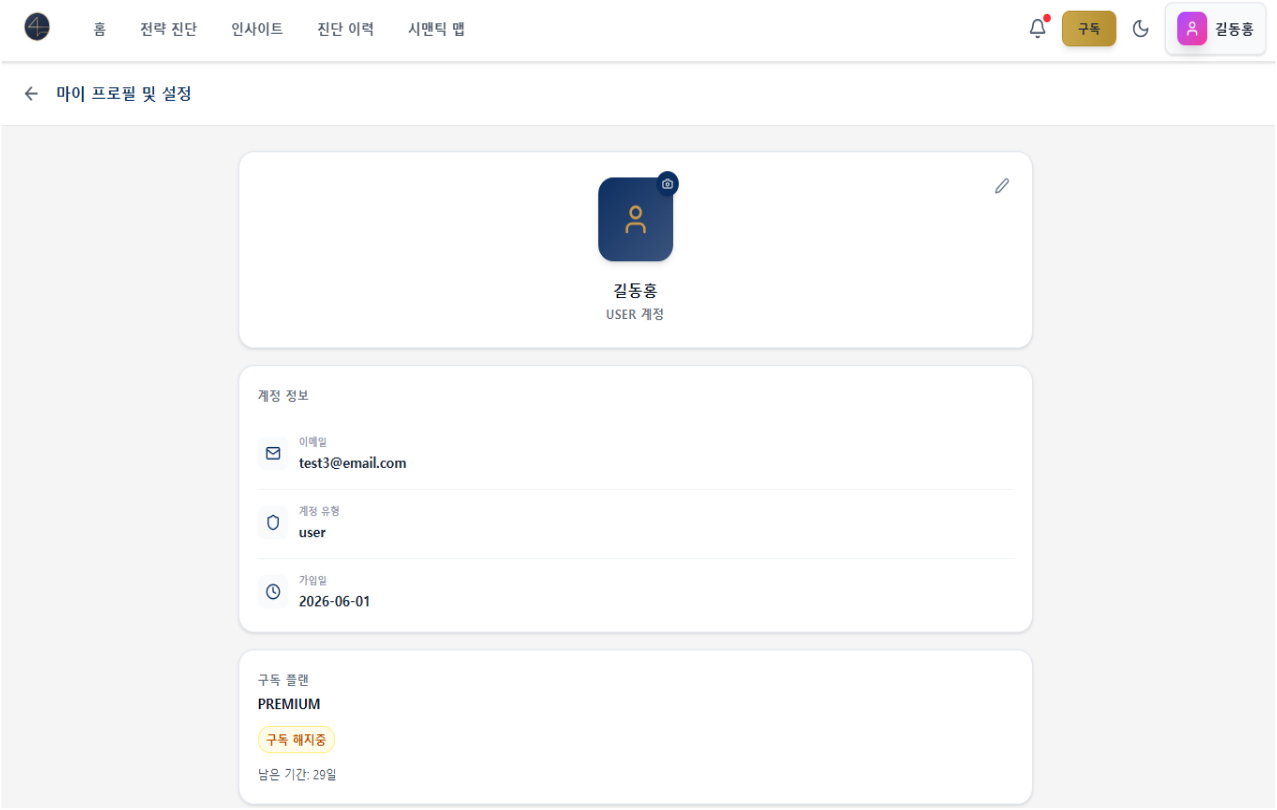 홈 전략 진단 인사이트 진단 이력 시맨틱 맵 구독 길동홍
마이 프로필 및 설정
길동홍
USER 계정
계정 정보
이메일
test3@email.com
계정 유형
user
가입일
2026-06-01
구독 플랜
PREMIUM
구독 해지중
남은 기간: 29일